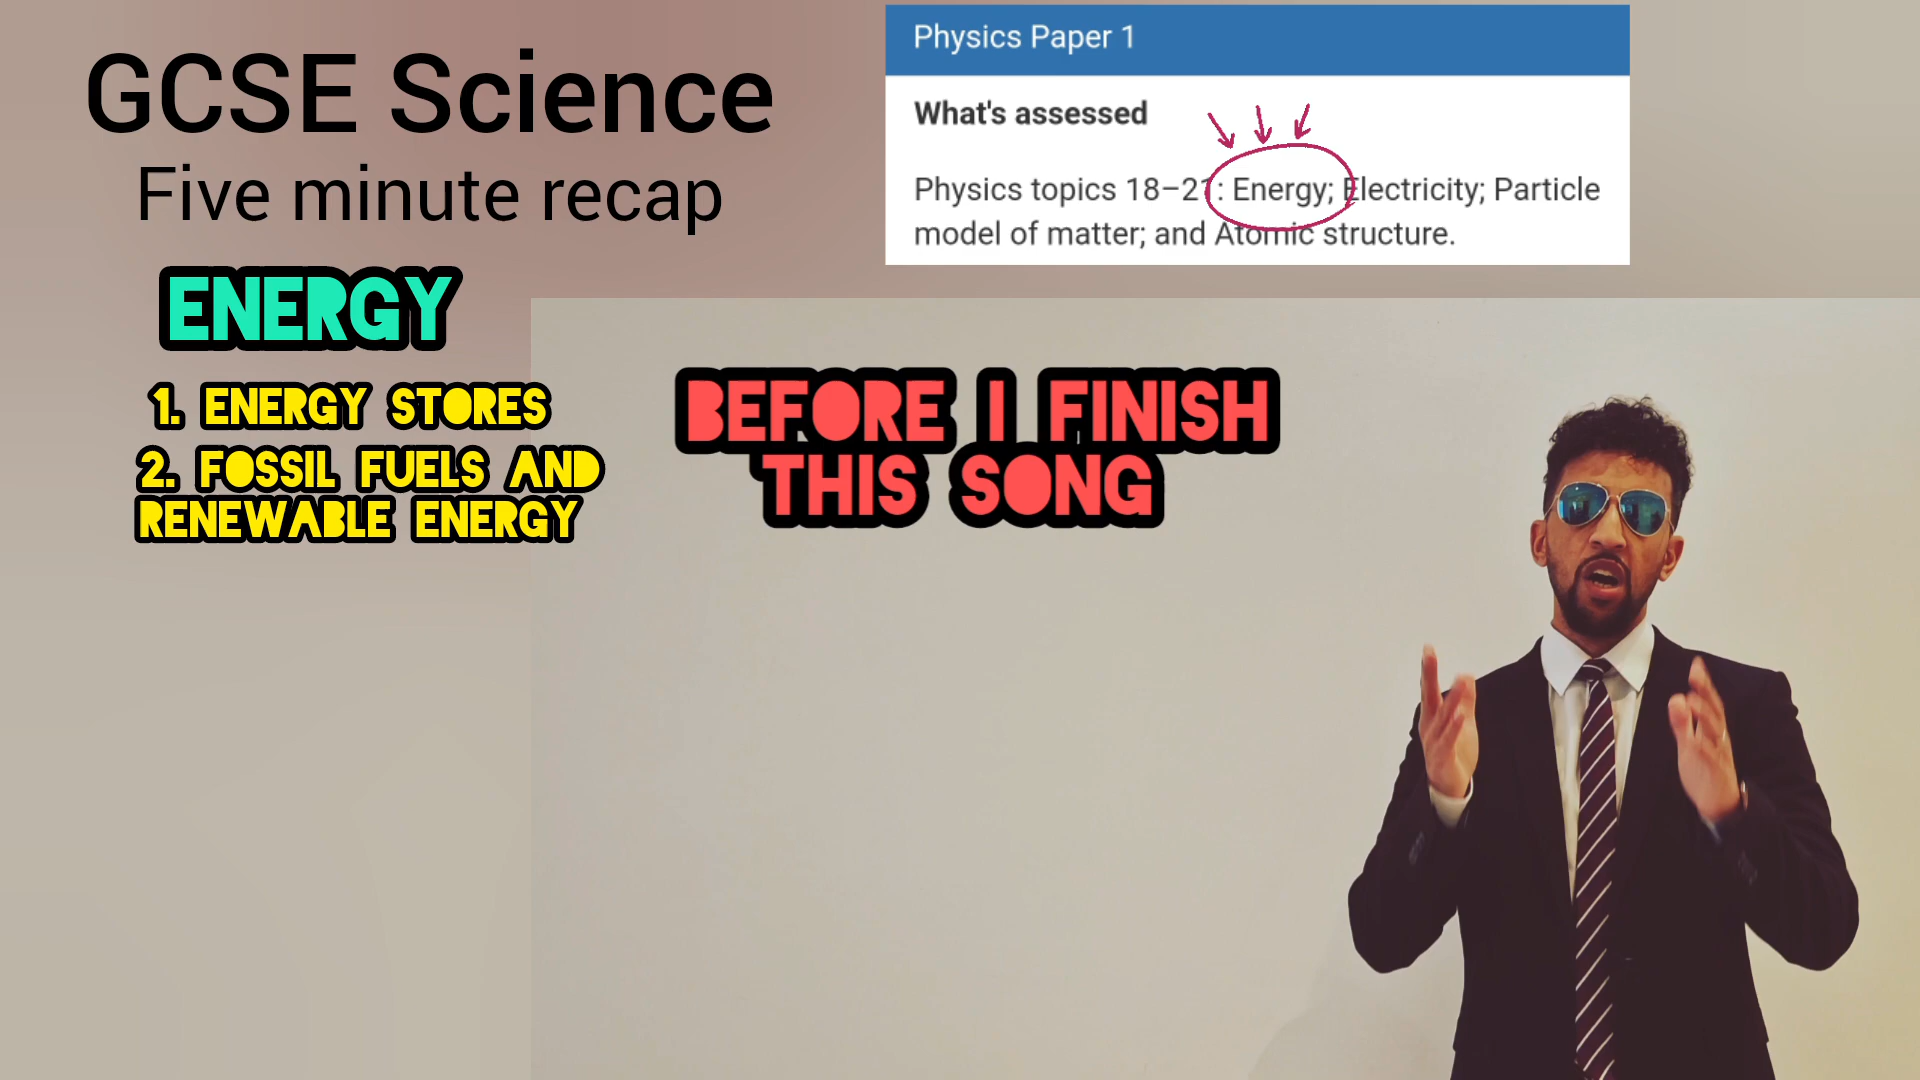 GCSE Science
Five minute recap
ENERGY
1. ENERGY STORES
2. FOSSIL FUELS AND
RENEWABLE ENERGY
Physics Paper 1
What's assessed
Physics topics 18–21: Energy; Electricity; Particle
model of matter; and Atomic structure.
BEFORE I FINISH
THIS SONG